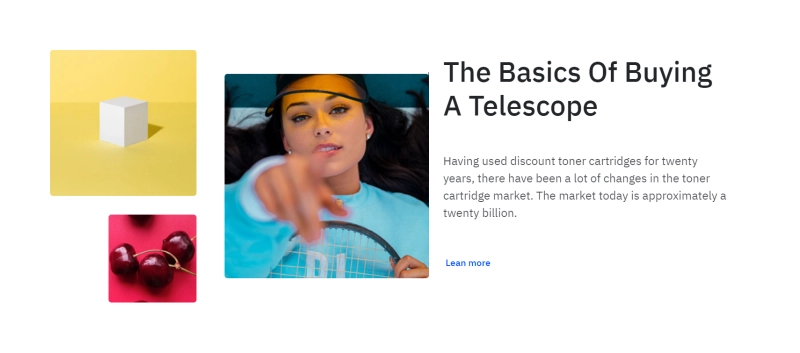 The Basics Of Buying
A Telescope
Having used discount toner cartridges for twenty
years, there have been a lot of changes in the toner
cartridge market. The market today is approximately a
twenty billion.
Lean more